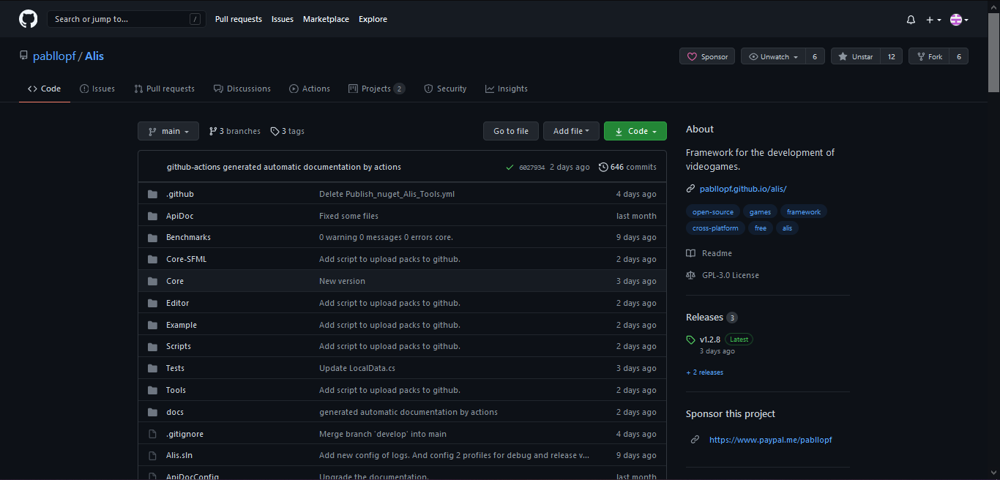 Search or jump to... /
Pull requests Issues Marketplace Explore
pabllopf / Alis
Sponsor Unwatch 6 Unstar 12 Fork 6
Code Issues Pull requests Discussions Actions Projects 2 Security Insights
main 3 branches 3 tags Go to file Add file Code
github-actions generated automatic documentation by actions 6027934 2 days ago 646 commits
.github Delete Publish_nuget_Alis_Tools.yml 4 days ago
ApiDoc Fixed some files last month
Benchmarks 0 warning 0 messages 0 errors core. 9 days ago
Core-SFML Add script to upload packs to github. 2 days ago
Core New version 3 days ago
Editor Add script to upload packs to github. 2 days ago
Example Add script to upload packs to github. 2 days ago
Scripts Add script to upload packs to github. 2 days ago
Tests Update LocalData.cs 3 days ago
Tools Add script to upload packs to github. 2 days ago
docs generated automatic documentation by actions 2 days ago
.gitignore Merge branch `develop` into main 4 days ago
Alis.sln Add new config of logs. And config 2 profiles for debug and release v... 9 days ago
ApiDocConfig Upgrade the documentation. last month
About
Framework for the development of
videogames.
pabllopf.github.io/alis/
open-source games framework
cross-platform free alis
Readme
GPL-3.0 License
Releases 3
v1.2.8 Latest
3 days ago
+ 2 releases
Sponsor this project
https://www.paypal.me/pabllopf